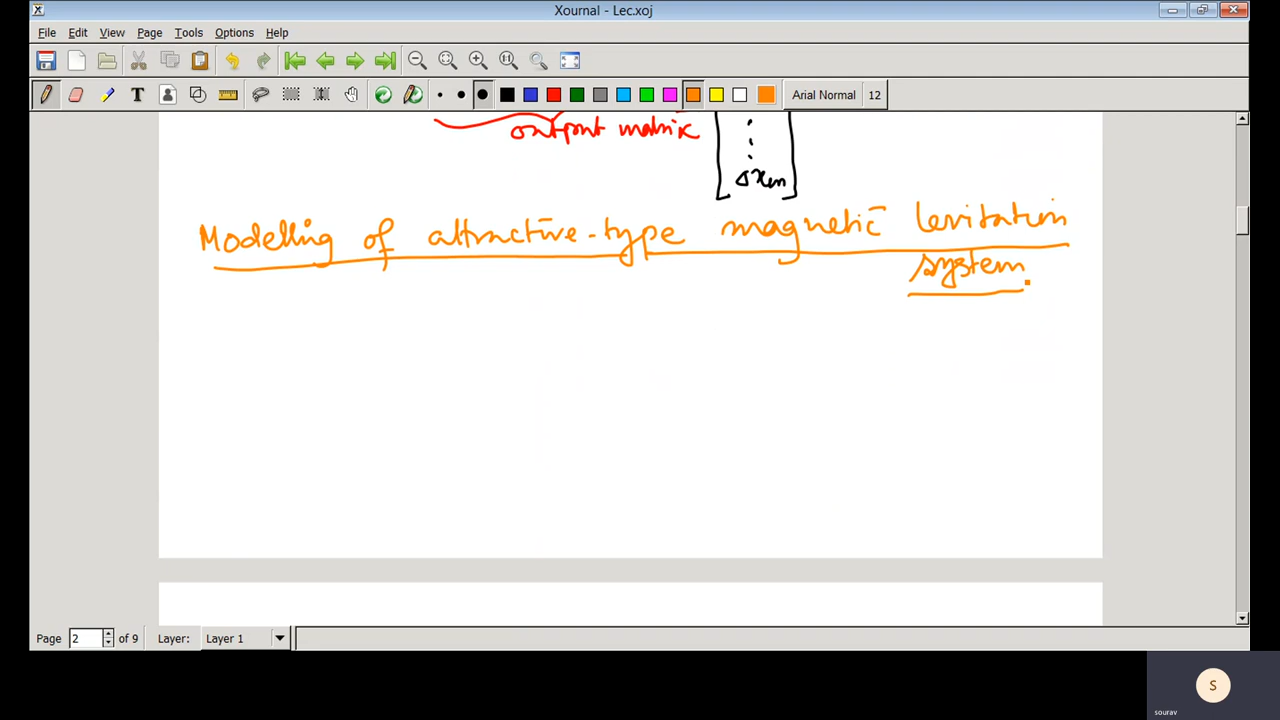 Xournal - Lec.xoj
File Edit View Page Tools Options Help
Arial Normal 12
output matrix
Δxm
Modelling of attractive-type magnetic levitation
system
Page 2 of 9 Layer: Layer 1
S
sourav